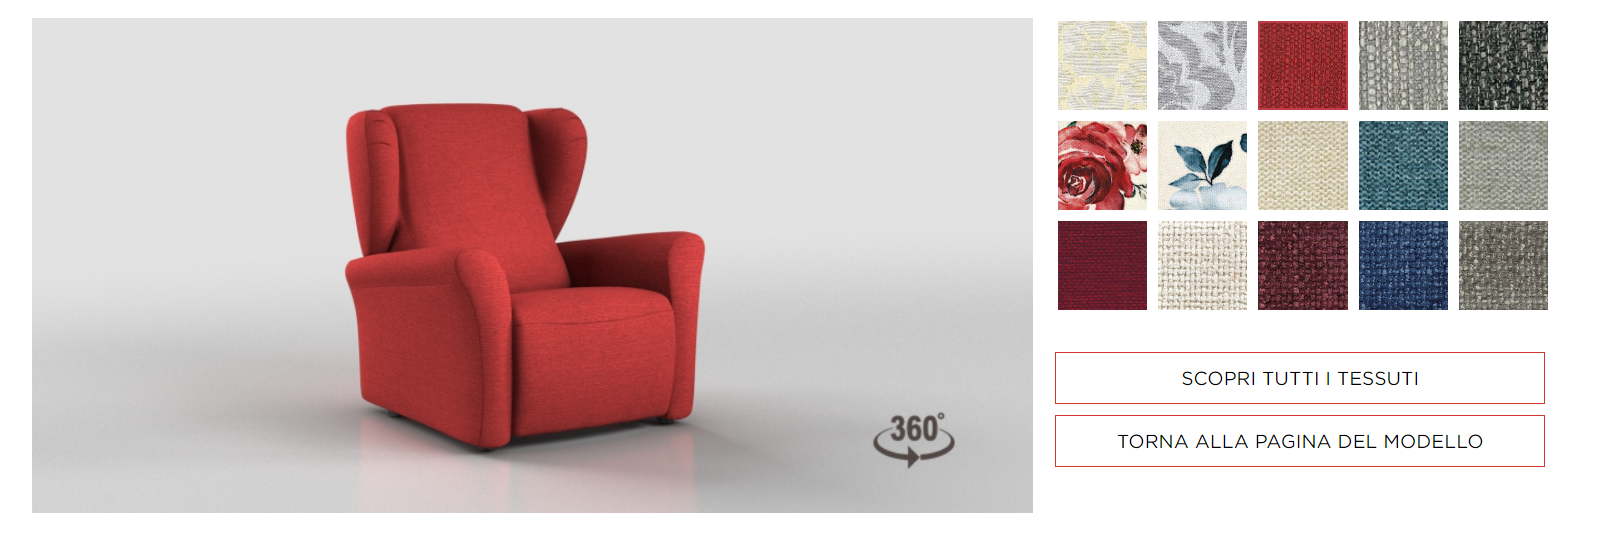 360°
SCOPRI TUTTI I TESSUTI
TORNA ALLA PAGINA DEL MODELLO